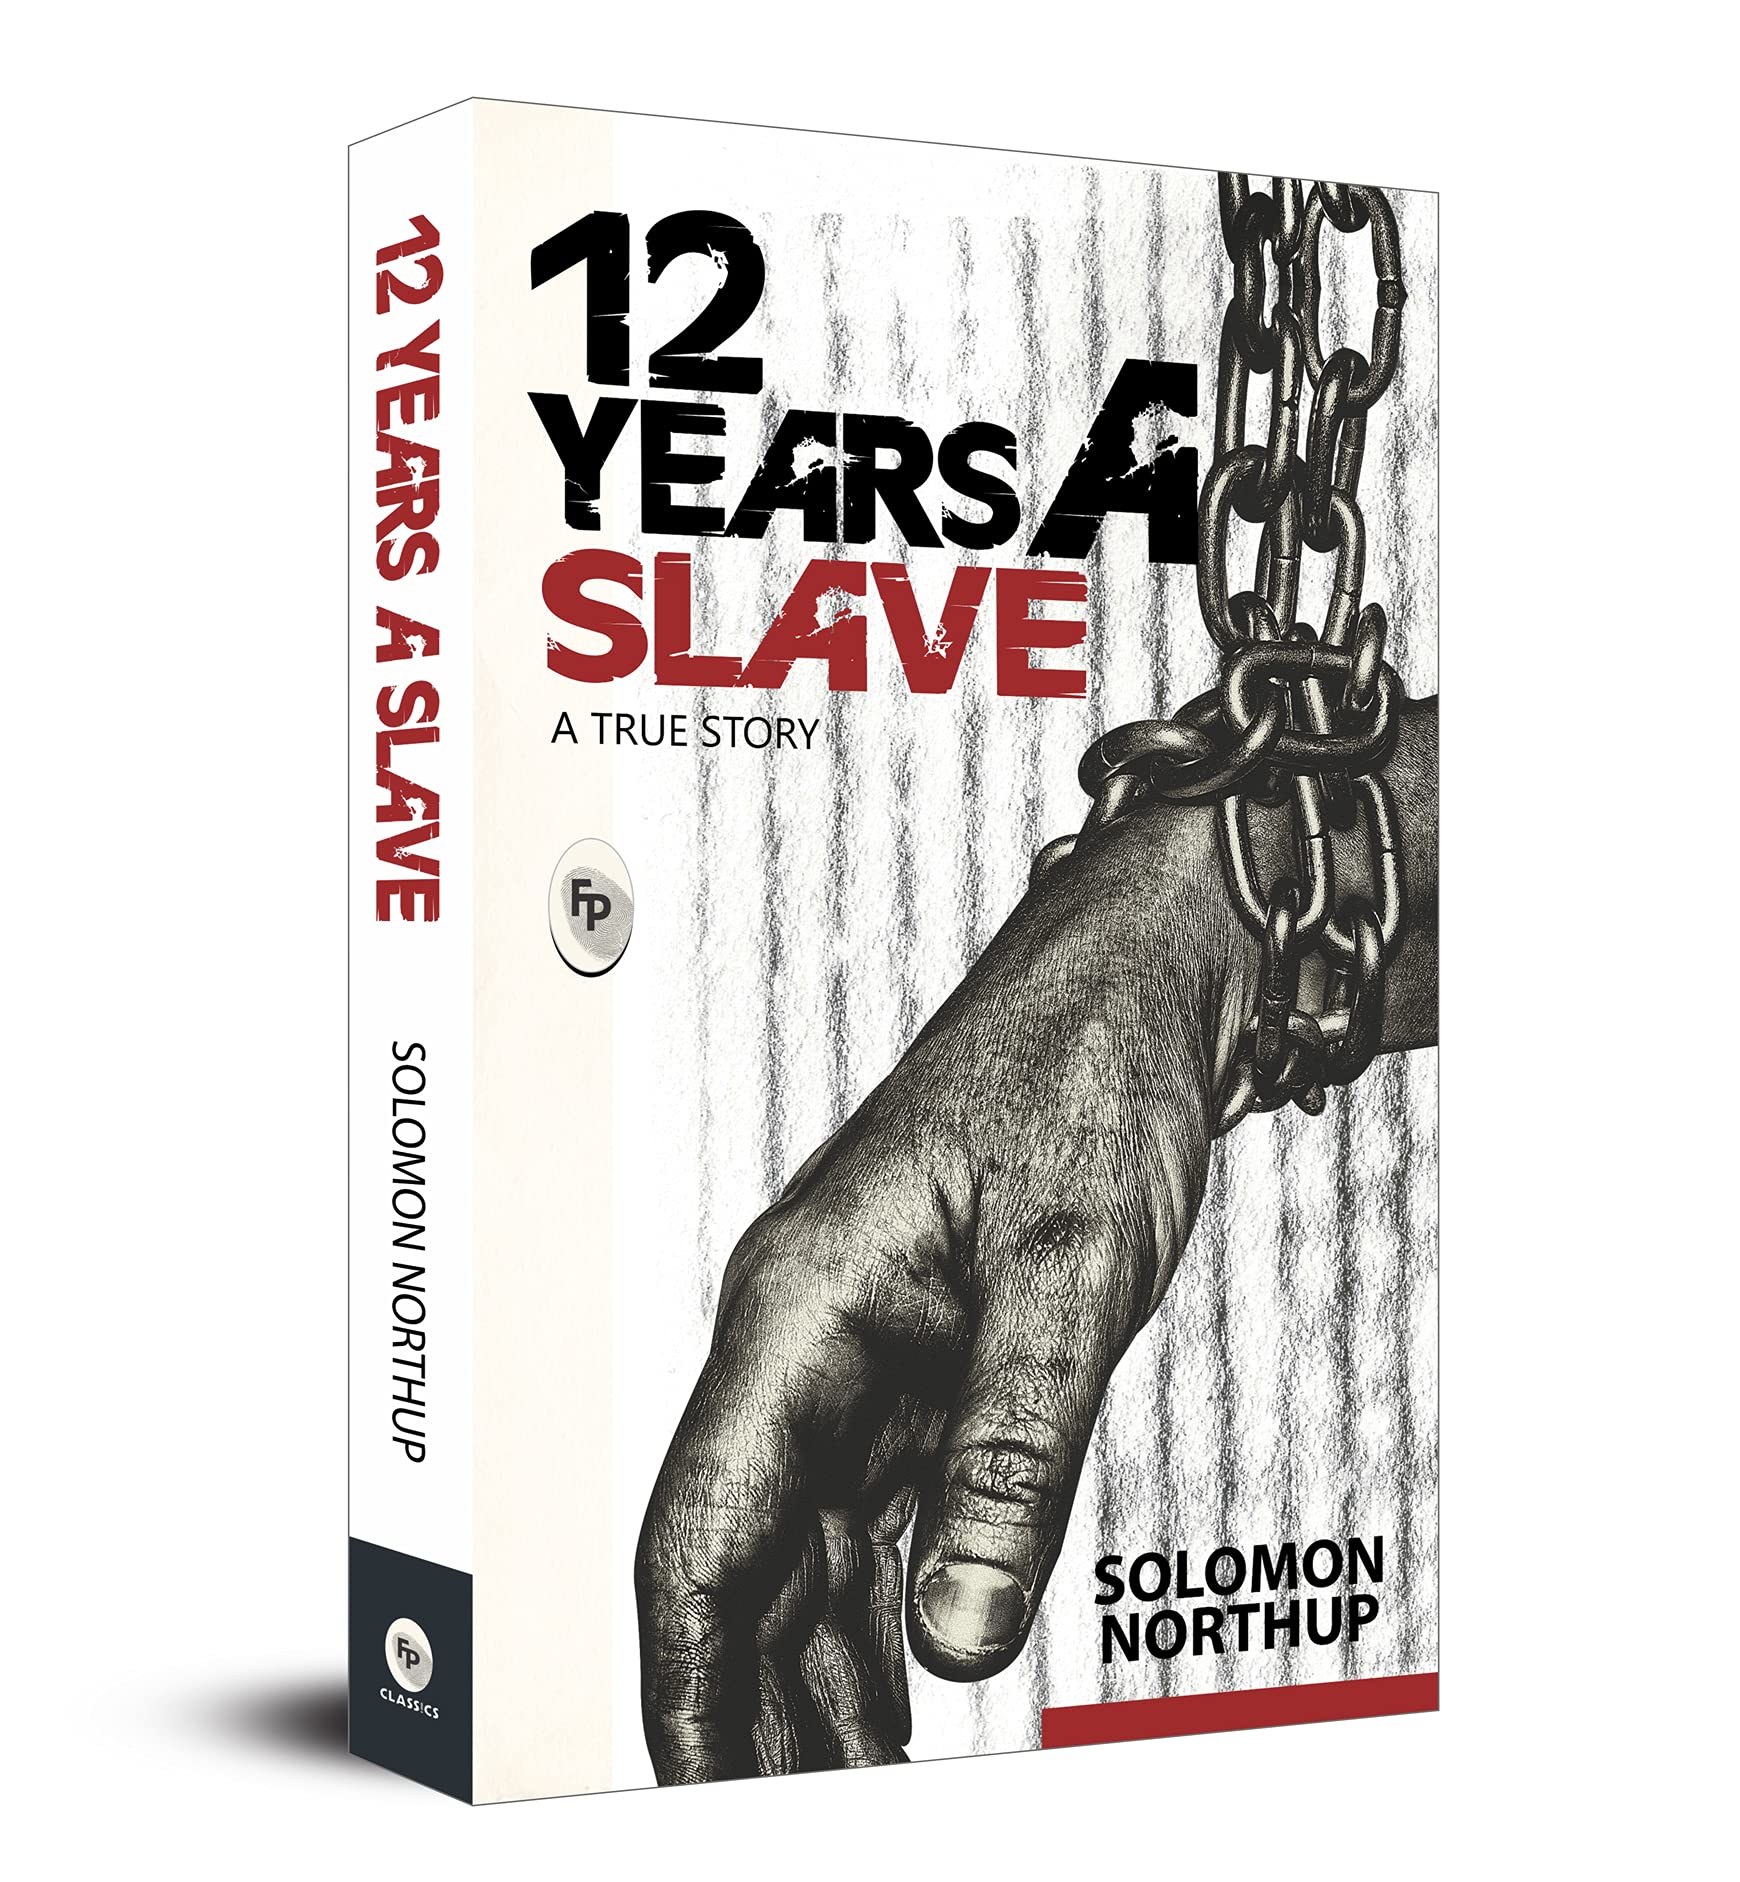 12
YEARS A
SLAVE
A TRUE STORY
FP
SOLOMON
NORTHUP
12 YEARS A SLAVE
SOLOMON NORTHUP
FP
CLASSICS